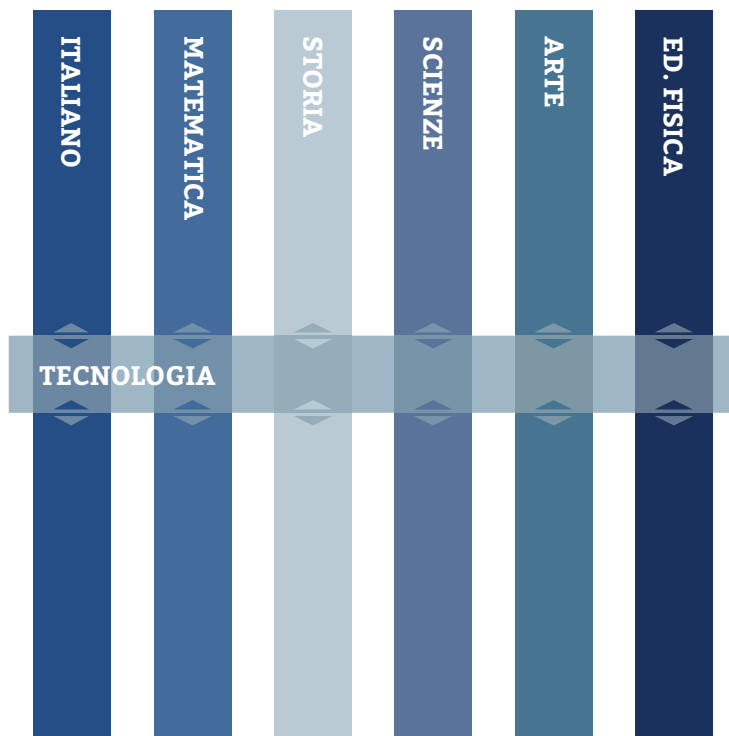 ITALIANO
MATEMATICA
STORIA
SCIENZE
ARTE
ED. FISICA
TECNOLOGIA